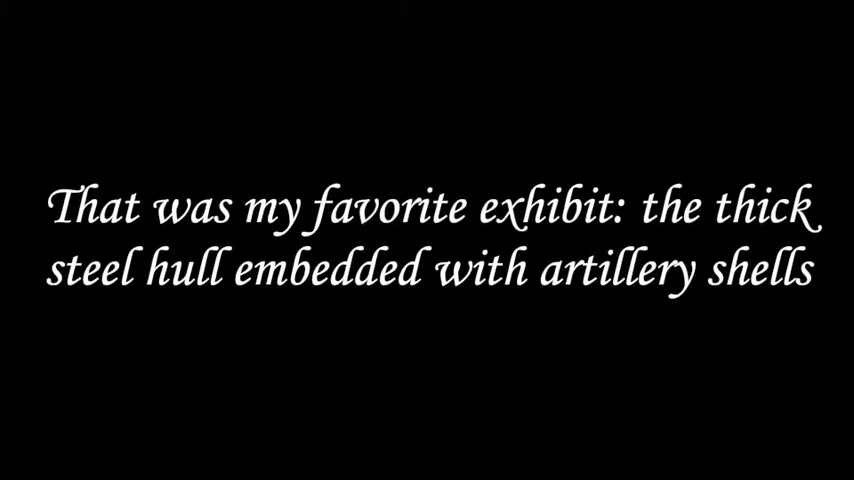 That was my favorite exhibit: the thick
steel hull embedded with artillery shells